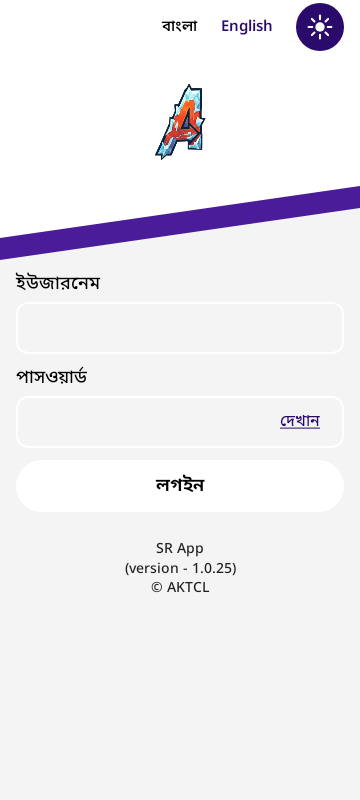 বাংলা English
ইউজারনেম
পাসওয়ার্ড
দেখান
লগইন
SR App
(version - 1.0.25)
© AKTCL